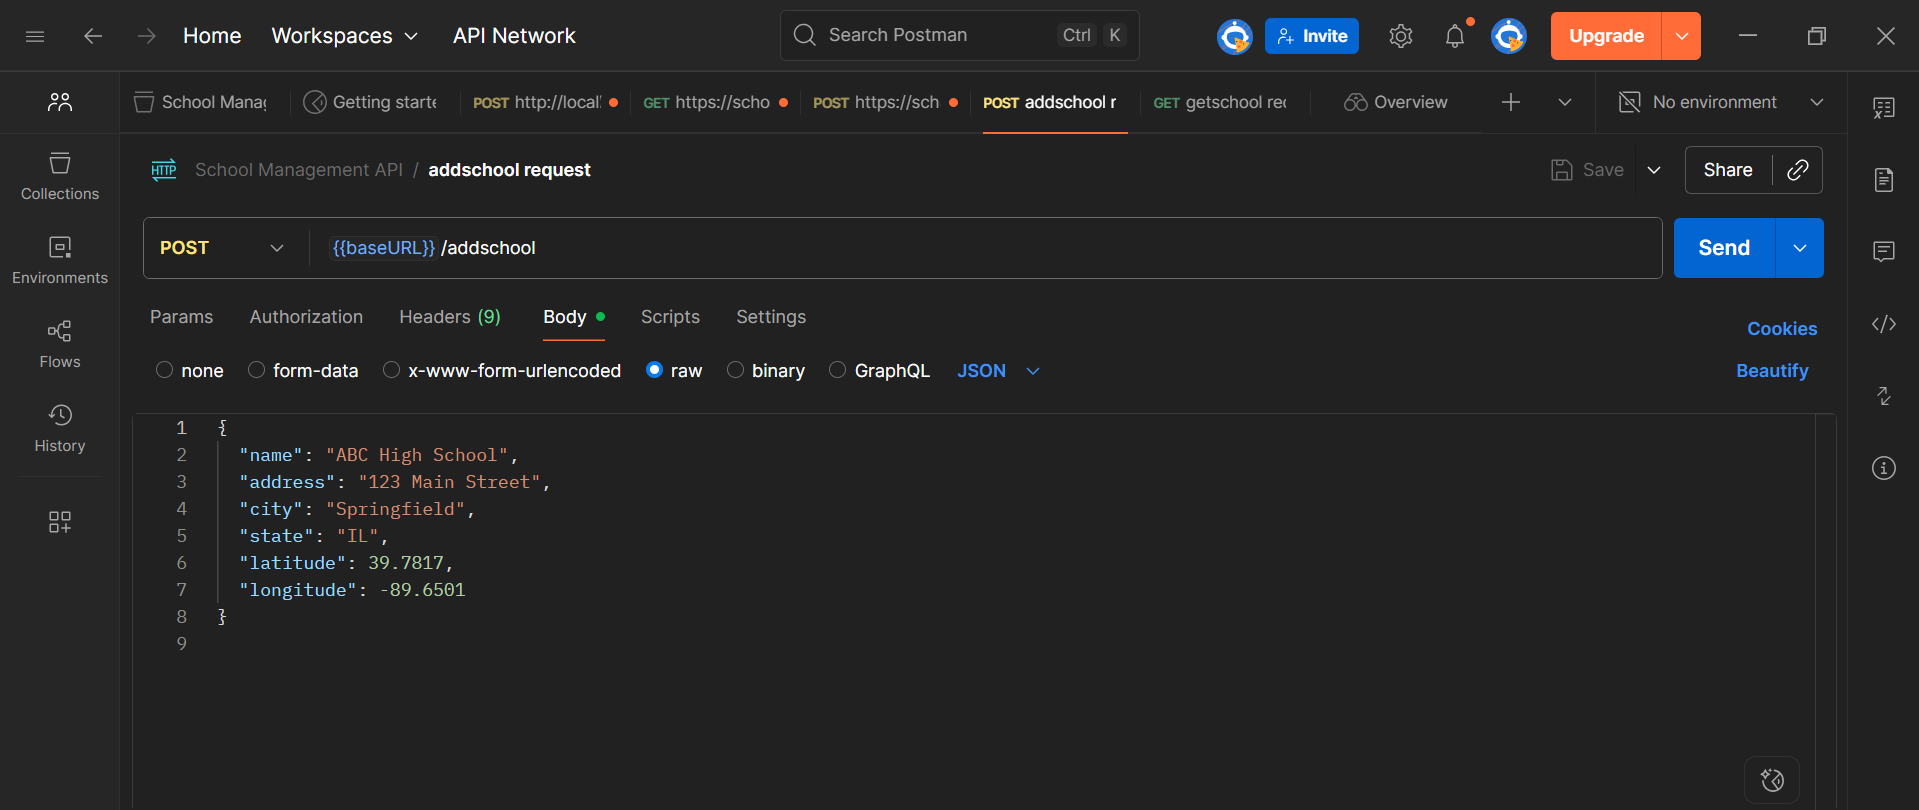 Home Workspaces API Network Search Postman Ctrl K Invite Upgrade
School Manag Getting starte POST http://local GET https://scho POST https://sch POST addschool r GET getschool rec Overview No environment
HTTP School Management API / addschool request Save Share
Collections
POST {{baseURL}}/addschool Send
Environments
Params Authorization Headers (9) Body Scripts Settings
Cookies
Flows
none form-data x-www-form-urlencoded raw binary GraphQL JSON Beautify
History
1 {
2 "name": "ABC High School",
3 "address": "123 Main Street",
4 "city": "Springfield",
5 "state": "IL",
6 "latitude": 39.7817,
7 "longitude": -89.6501
8 }
9